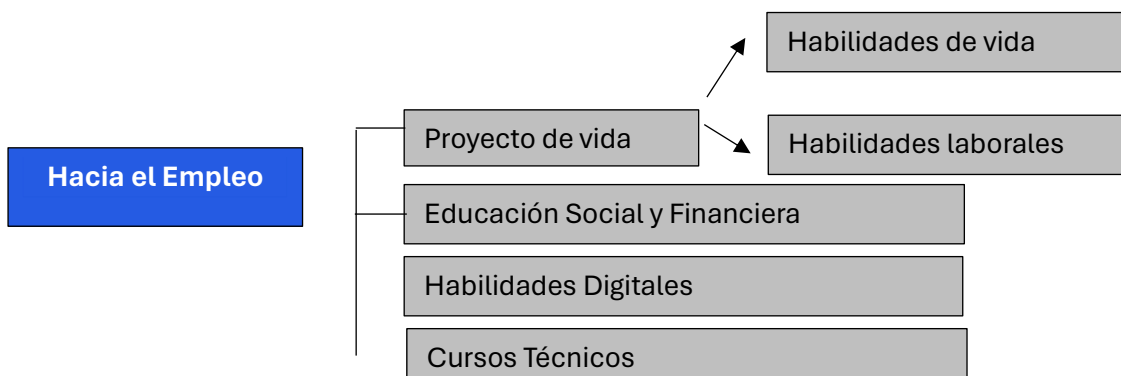 Habilidades de vida
Proyecto de vida
Habilidades laborales
Hacia el Empleo
Educación Social y Financiera
Habilidades Digitales
Cursos Técnicos